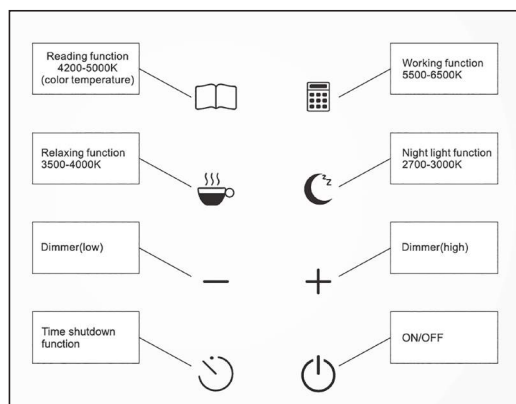 Reading function
4200-5000K
(color temperature)
Working function
5500-6500K
Relaxing function
3500-4000K
Night light function
2700-3000K
Dimmer(low)
Dimmer(high)
Time shutdown
function
ON/OFF